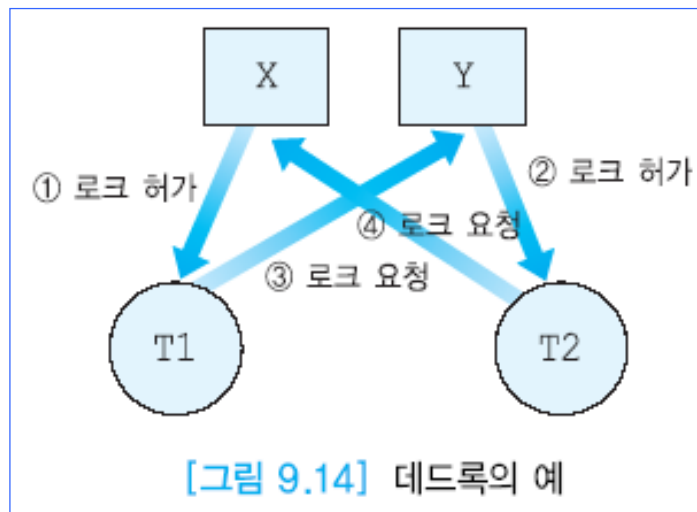 X Y
① 로크 허가
② 로크 허가
④ 로크 요청
③ 로크 요청
T1 T2
[그림 9.14] 데드록의 예